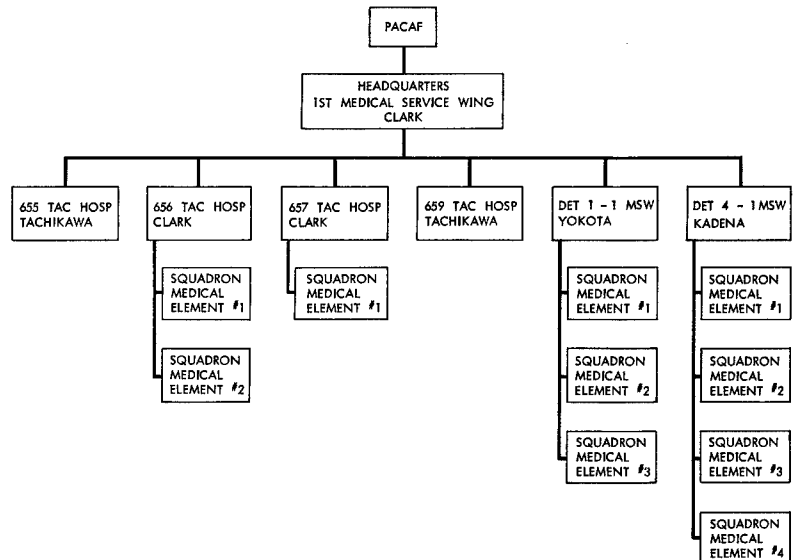 PACAF
HEADQUARTERS
1ST MEDICAL SERVICE WING
CLARK
655 TAC HOSP
TACHIKAWA
656 TAC HOSP
CLARK
657 TAC HOSP
CLARK
659 TAC HOSP
TACHIKAWA
DET 1 - 1 MSW
YOKOTA
DET 4 - 1MSW
KADENA
SQUADRON
MEDICAL
ELEMENT #1
SQUADRON
MEDICAL
ELEMENT #2
SQUADRON
MEDICAL
ELEMENT #1
SQUADRON
MEDICAL
ELEMENT #1
SQUADRON
MEDICAL
ELEMENT #2
SQUADRON
MEDICAL
ELEMENT #3
SQUADRON
MEDICAL
ELEMENT #1
SQUADRON
MEDICAL
ELEMENT #2
SQUADRON
MEDICAL
ELEMENT #3
SQUADRON
MEDICAL
ELEMENT #4